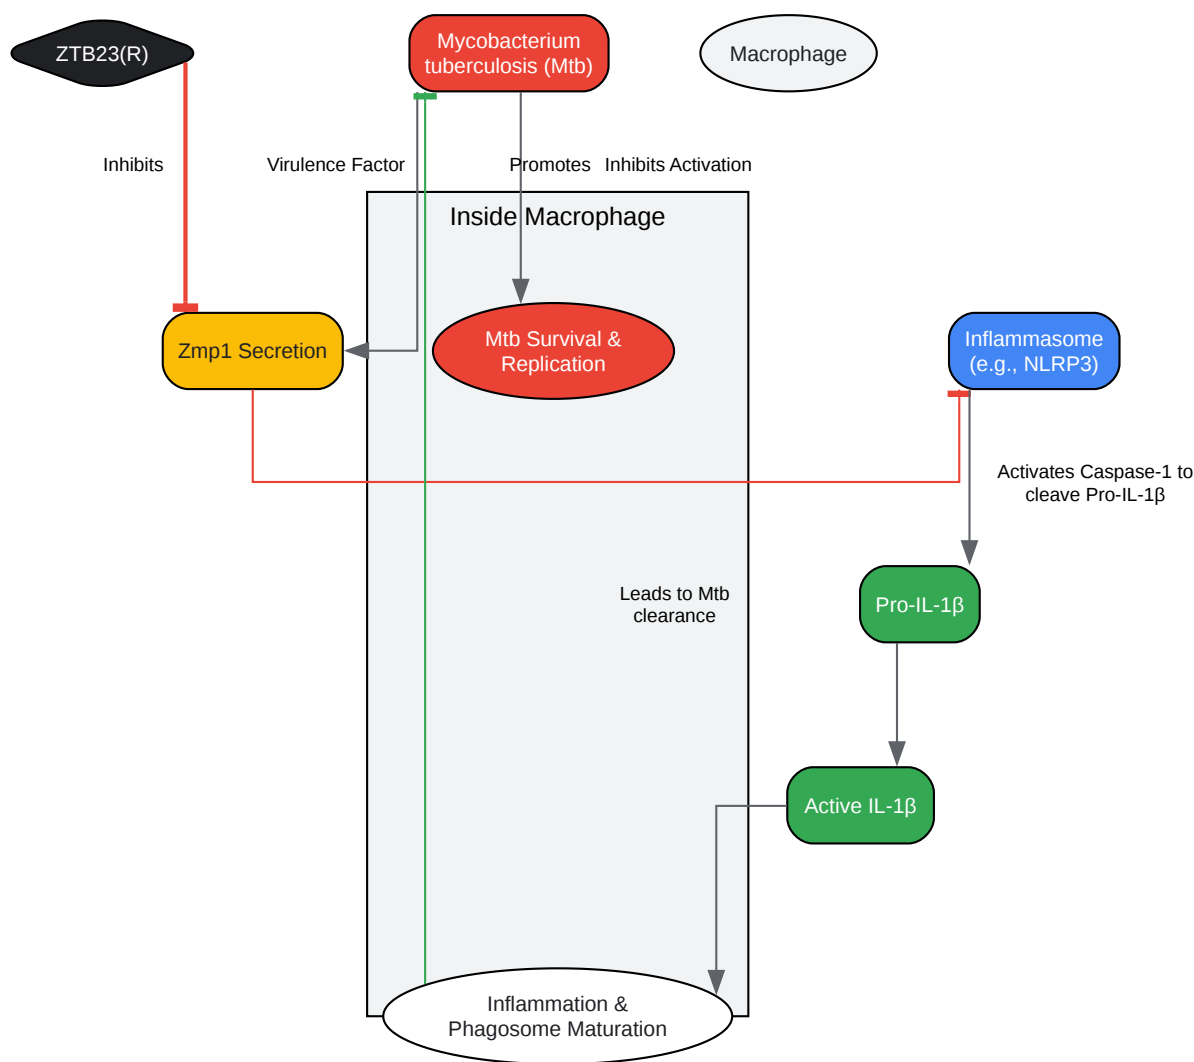 ZTB23(R)
Mycobacterium
tuberculosis (Mtb)
Macrophage
Inhibits
Virulence Factor
Promotes
Inhibits Activation
Inside Macrophage
Zmp1 Secretion
Mtb Survival &
Replication
Inflammasome
(e.g., NLRP3)
Activates Caspase-1 to
cleave Pro-IL-1β
Leads to Mtb
clearance
Pro-IL-1β
Active IL-1β
Inflammation &
Phagosome Maturation